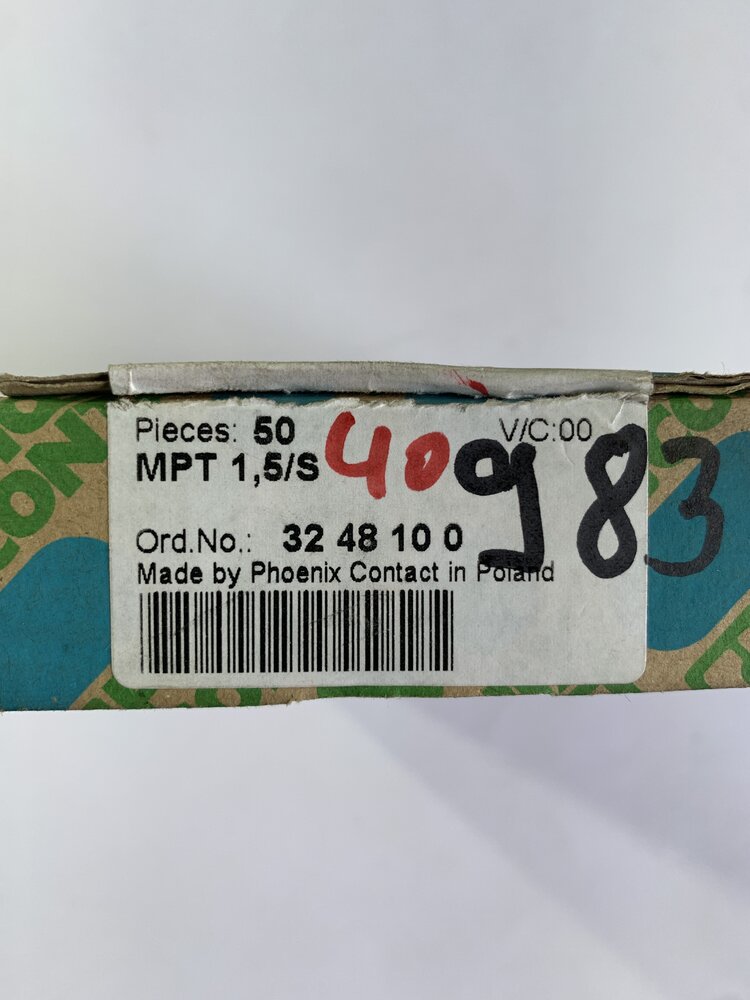 Pieces: 50
V/C:00
MPT 1,5/S
40
983
Ord.No.: 32 48 10 0
Made by Phoenix Contact in Poland